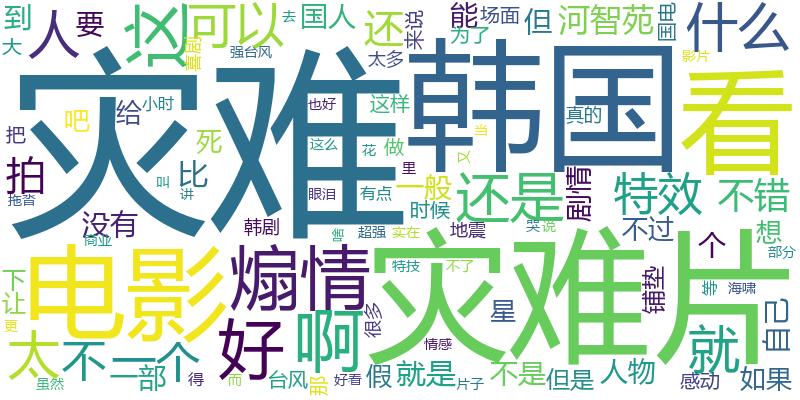 到
大
人
要
这
可以
喜剧
去
国人
强台风
还
太多
来说
能
为了
场面
但
河智苑
国电
影片
什么
灾难
韩国
看
吧
给
小时
把
拍
拖沓
死
比
叫
讲
也好
这样
这么
花
做
里
又
当
真的
眼泪
有点
一般
时候
还是
剧情
特效
不错
没有
商业
韩剧
啥
超强
实在
地震
哭
说
不过
想
个
部分
电影
煽情
特技
不了
灾难片
下
让
更
好
啊
很多
情感
星
铺垫
等
海啸
就
自己
太
虽然
不
一部
一个
得
而
台风
那
好看
假
就是
片子
不是
但是
人物
感动
如果